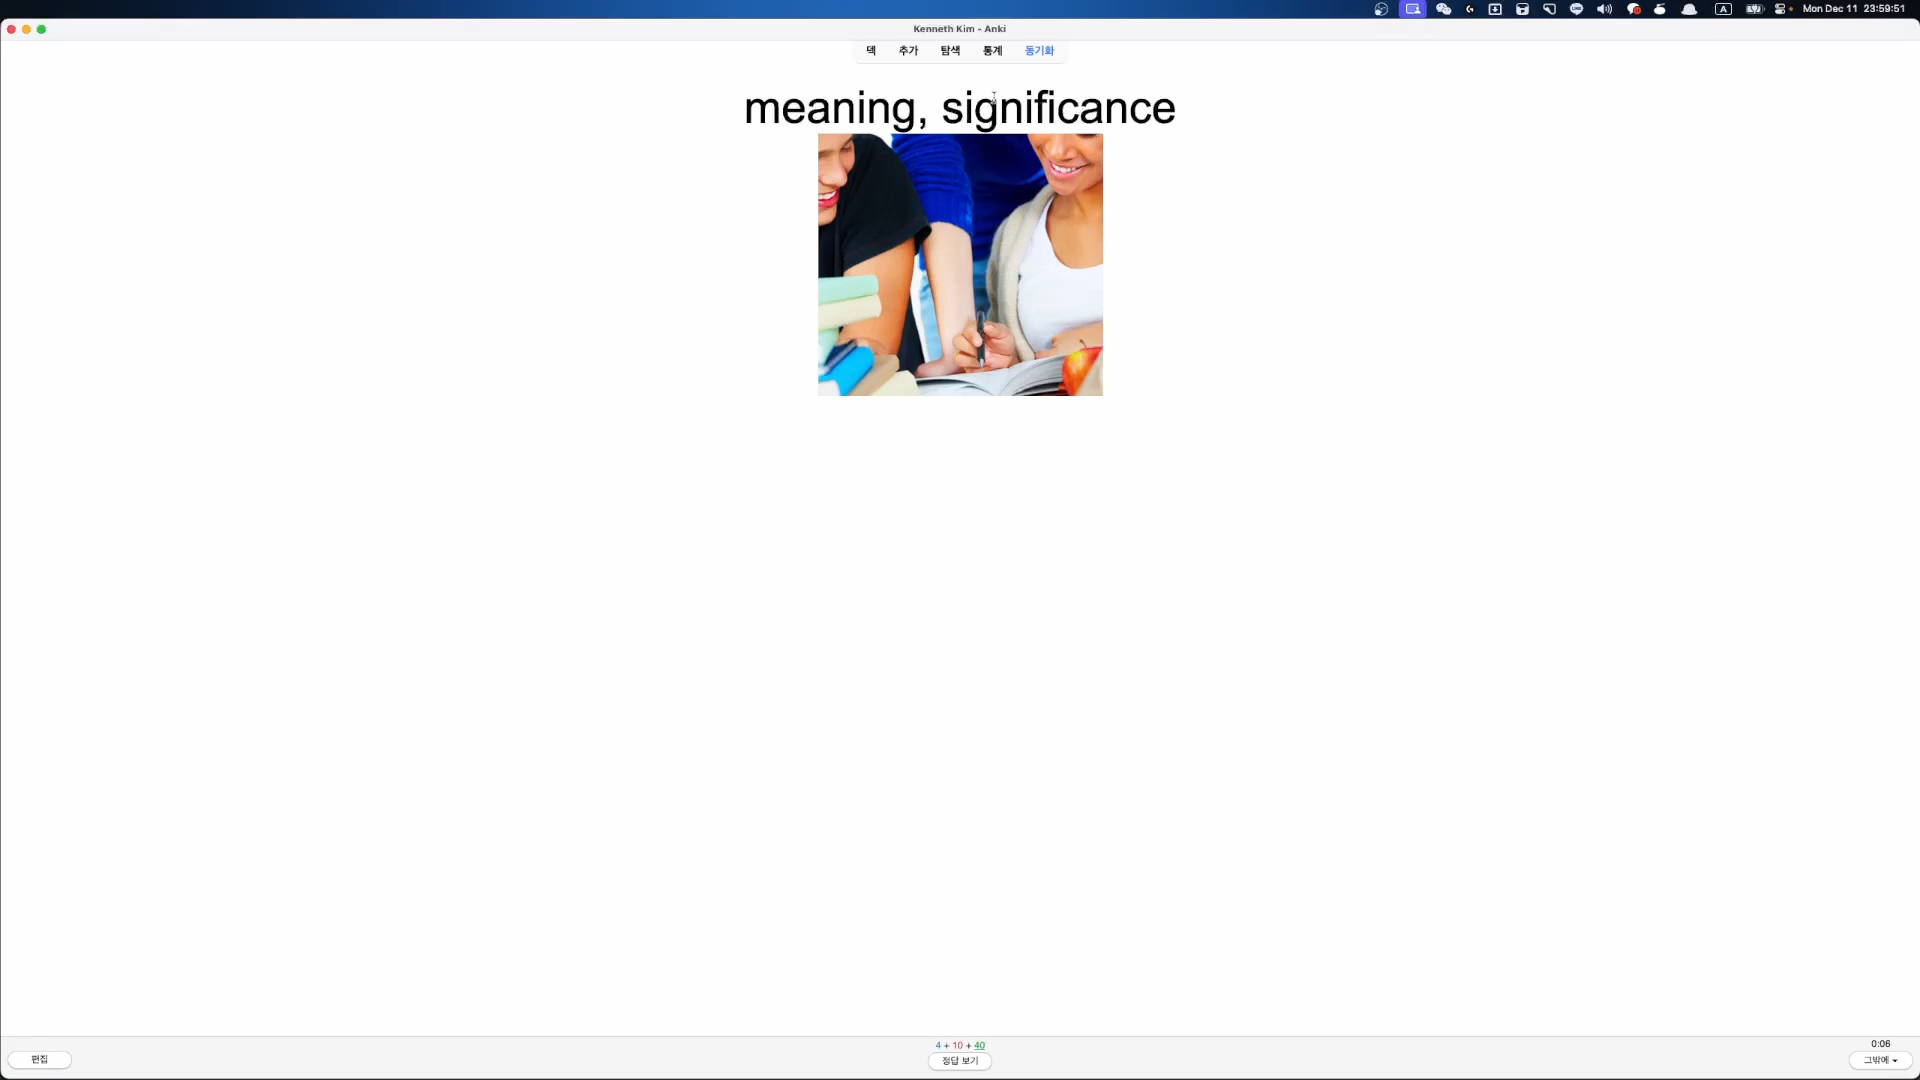 A
Mon Dec 11 23:59:51
Kenneth Kim - Anki
덱 추가 탐색 통계 동기화
meaning, significance
4 + 10 + 40
0:06
편집
정답 보기
그밖에